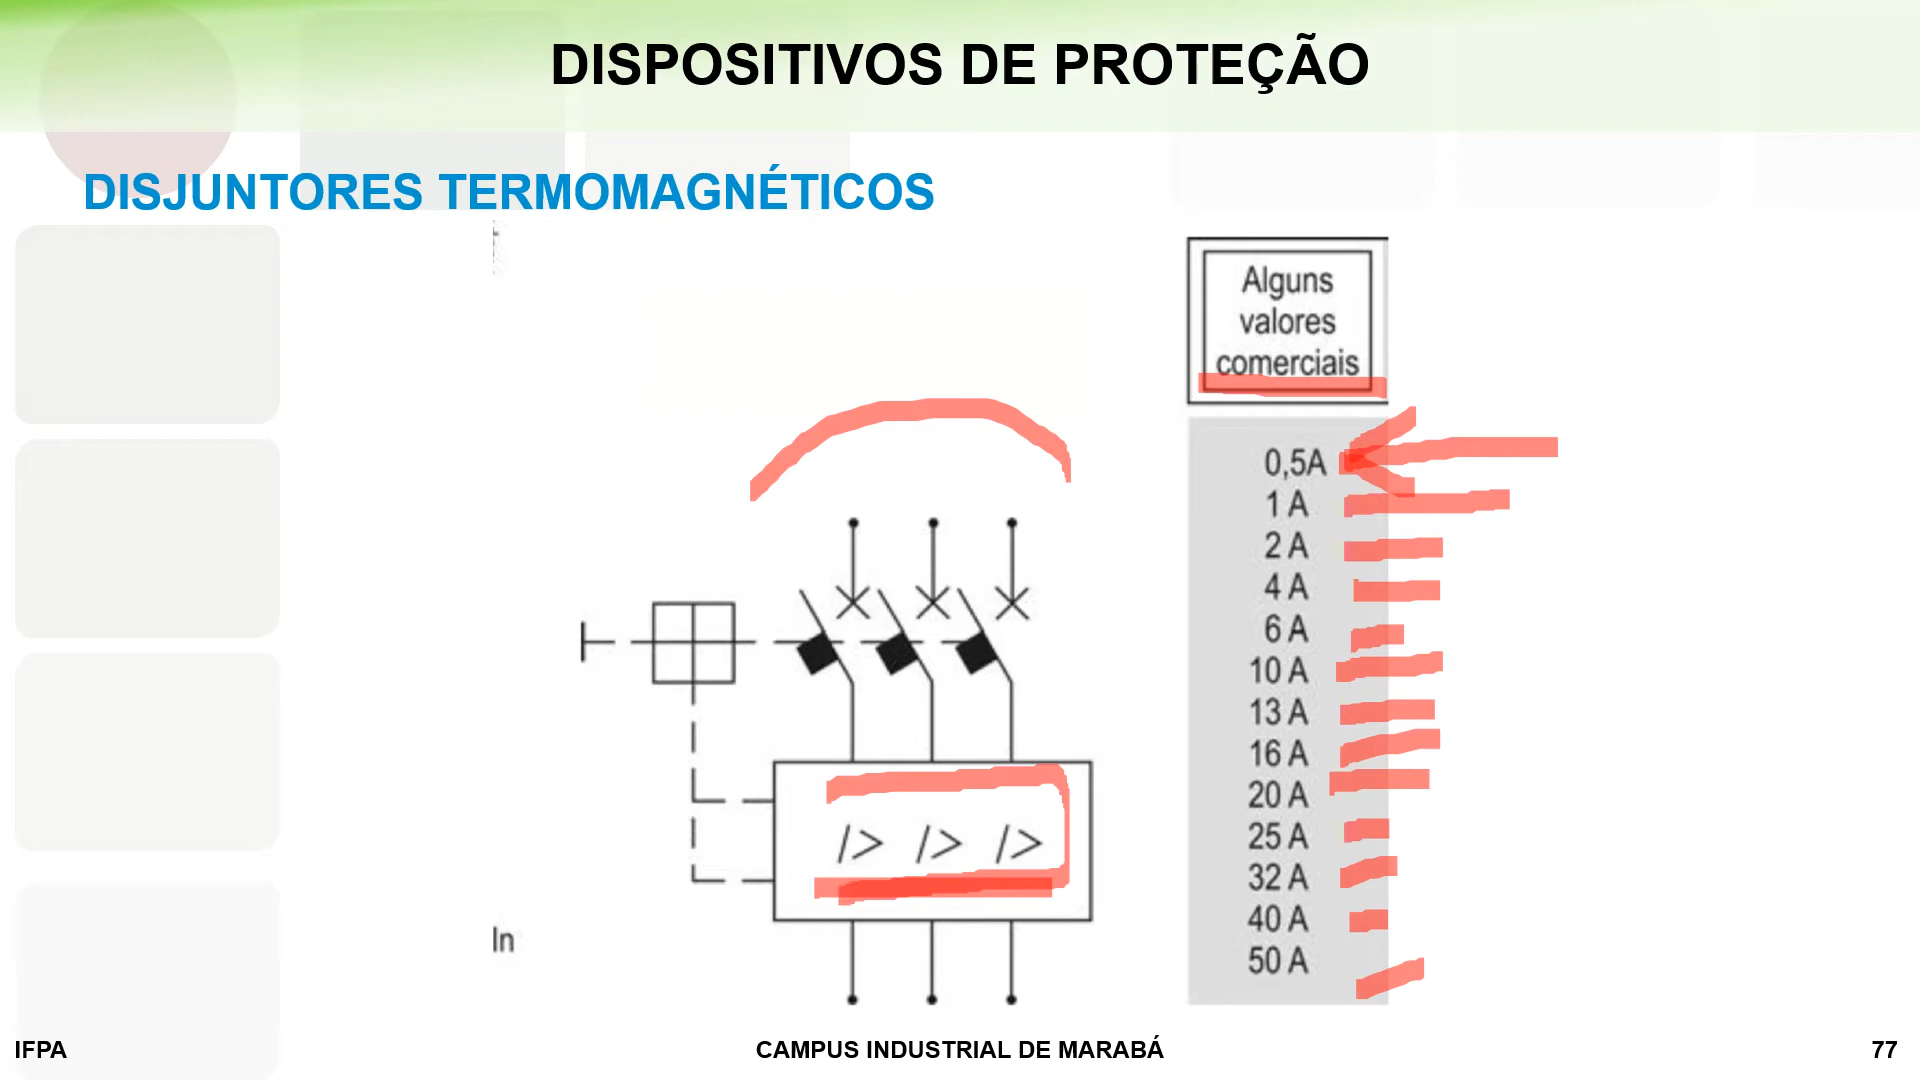 DISPOSITIVOS DE PROTEÇÃO
DISJUNTORES TERMOMAGNÉTICOS
Alguns
valores
comerciais
0,5A
1 A
2 A
4 A
6 A
10 A
13 A
16 A
20 A
25 A
32 A
40 A
50 A
/> /> />
In
IFPA
CAMPUS INDUSTRIAL DE MARABÁ
77